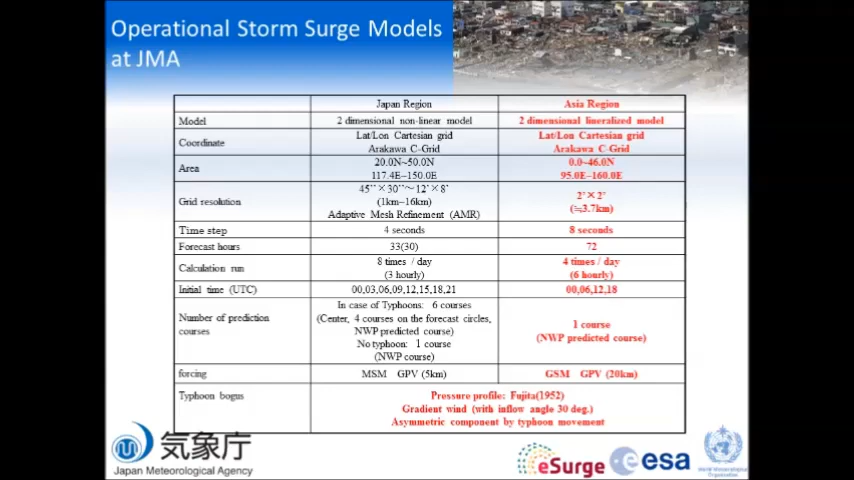 Operational Storm Surge Models
at JMA
Japan Region
Asia Region
Model
2 dimensional non-linear model
2 dimensional lineralized model
Coordinate
Lat/Lon Cartesian grid
Arakawa C-Grid
Lat/Lon Cartesian grid
Arakawa C-Grid
Area
20.0N~50.0N
117.4E–150.0E
0.0~46.0N
95.0E–160.0E
Grid resolution
45’’×30’’～12’×8’
(1km–16km)
Adaptive Mesh Refinement (AMR)
2’×2’
(≒3.7km)
Time step
4 seconds
8 seconds
Forecast hours
33(30)
72
Calculation run
8 times / day
(3 hourly)
4 times / day
(6 hourly)
Initial time (UTC)
00,03,06,09,12,15,18,21
00,06,12,18
Number of prediction
courses
In case of Typhoons: 6 courses
(Center, 4 courses on the forecast circles,
NWP predicted course)
No typhoon: 1 course
(NWP course)
1 course
(NWP predicted course)
forcing
MSM GPV (5km)
GSM GPV (20km)
Typhoon bogus
Pressure profile: Fujita(1952)
Gradient wind (with inflow angle 30 deg.)
Asymmetric component by typhoon movement
気象庁
Japan Meteorological Agency
eSurge
esa
World Meteorological
Organization